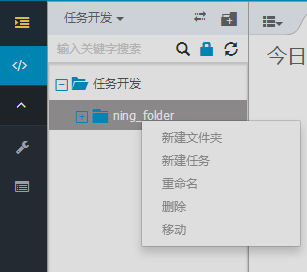 任务开发
输入关键字搜索
今日
任务开发
ning_folder
新建文件夹
新建任务
重命名
删除
移动